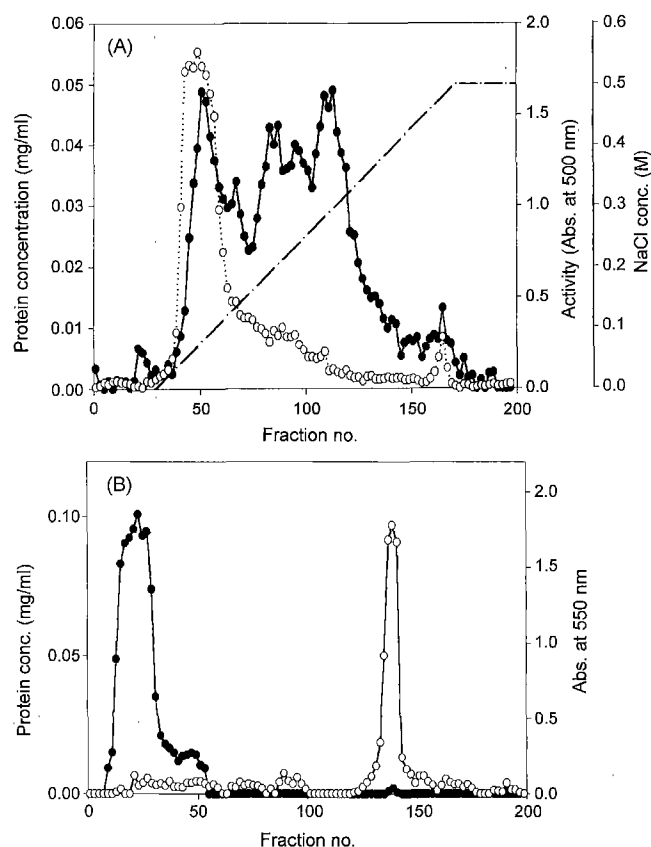 (A)
Protein concentration (mg/ml)
0.06
0.05
0.04
0.03
0.02
0.01
0.00
2.0
1.5
1.0
0.5
0.0
Activity (Abs. at 500 nm)
0.6
0.5
0.4
0.3
0.2
0.1
0.0
NaCl conc. (M)
0 50 100 150 200
Fraction no.
(B)
Protein conc. (mg/ml)
0.10
0.05
0.00
2.0
1.5
1.0
0.5
0.0
Abs. at 550 nm
0 50 100 150 200
Fraction no.